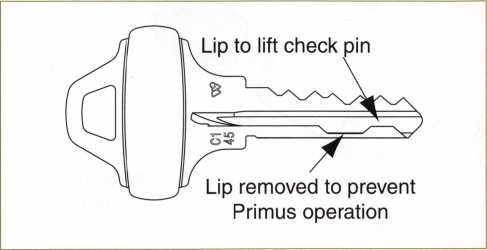 Lip to lift check pin
C1
45
Lip removed to prevent
Primus operation